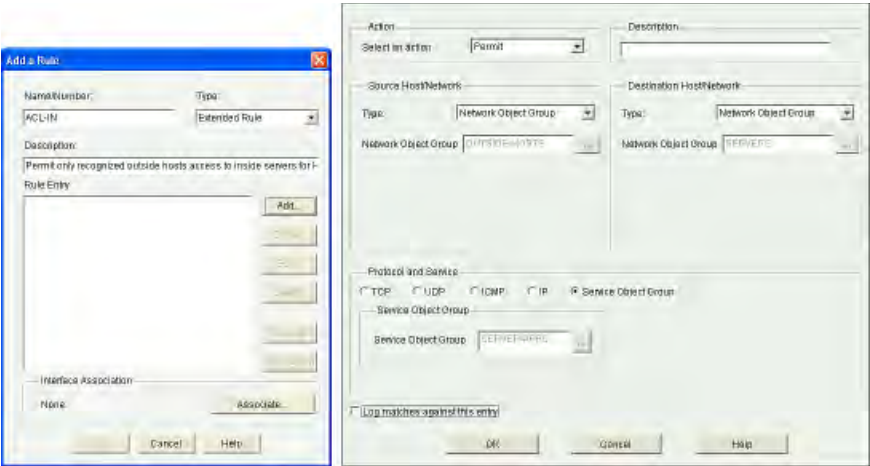 Add a Rule
Name/Number:
Type:
ACL-IN
Extended Rule
Description:
Permit only recognized outside hosts access to inside servers for
Rule Entry
Add...
Interface Association
None.
Associate...
Cancel
Help
Action
Select an action
Permit
Description
Source Host/Network
Type:
Network Object Group
Network Object Group
...
Destination Host/Network
Type:
Network Object Group
Network Object Group
SERVERS
...
Protocol and Service
TCP
UDP
ICMP
IP
Service Object Group
Service Object Group
Service Object Group
...
Log matches against this entry
OK
Cancel
Help